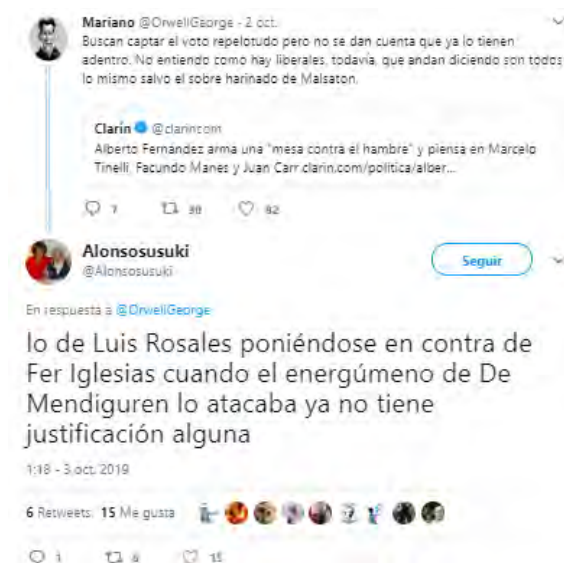 Mariano @OrwellGeorge - 2 oct.
Buscan captar el voto repelotudo pero no se dan cuenta que ya lo tienen
adentro. No entiendo como hay liberales, todavía, que andan diciendo son todos
lo mismo salvo el sobre harinado de Malsaton.
Clarín @clarincom
Alberto Fernández arma una "mesa contra el hambre" y piensa en Marcelo
Tinelli, Facundo Manes y Juan Carr clarin.com/politica/alber...
7 38 82
Alonsosusuki
@Alonsosusuki
Seguir
En respuesta a @OrwellGeorge
lo de Luis Rosales poniéndose en contra de
Fer Iglesias cuando el energúmeno de De
Mendiguren lo atacaba ya no tiene
justificación alguna
1:18 - 3 oct. 2019
6 Retweets 15 Me gusta
1 6 15